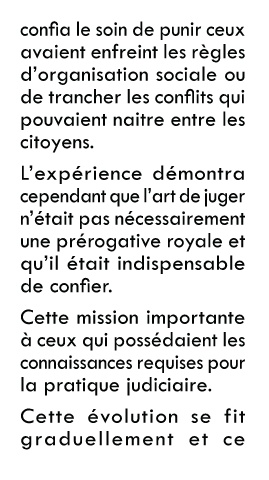 confia le soin de punir ceux
avaient enfreint les règles
d'organisation sociale ou
de trancher les conflits qui
pouvaient naitre entre les
citoyens.
L'expérience démontra
cependant que l'art de juger
n'était pas nécessairement
une prérogative royale et
qu'il était indispensable
de confier.
Cette mission importante
à ceux qui possédaient les
connaissances requises pour
la pratique judiciaire.
Cette évolution se fit
graduellement et ce